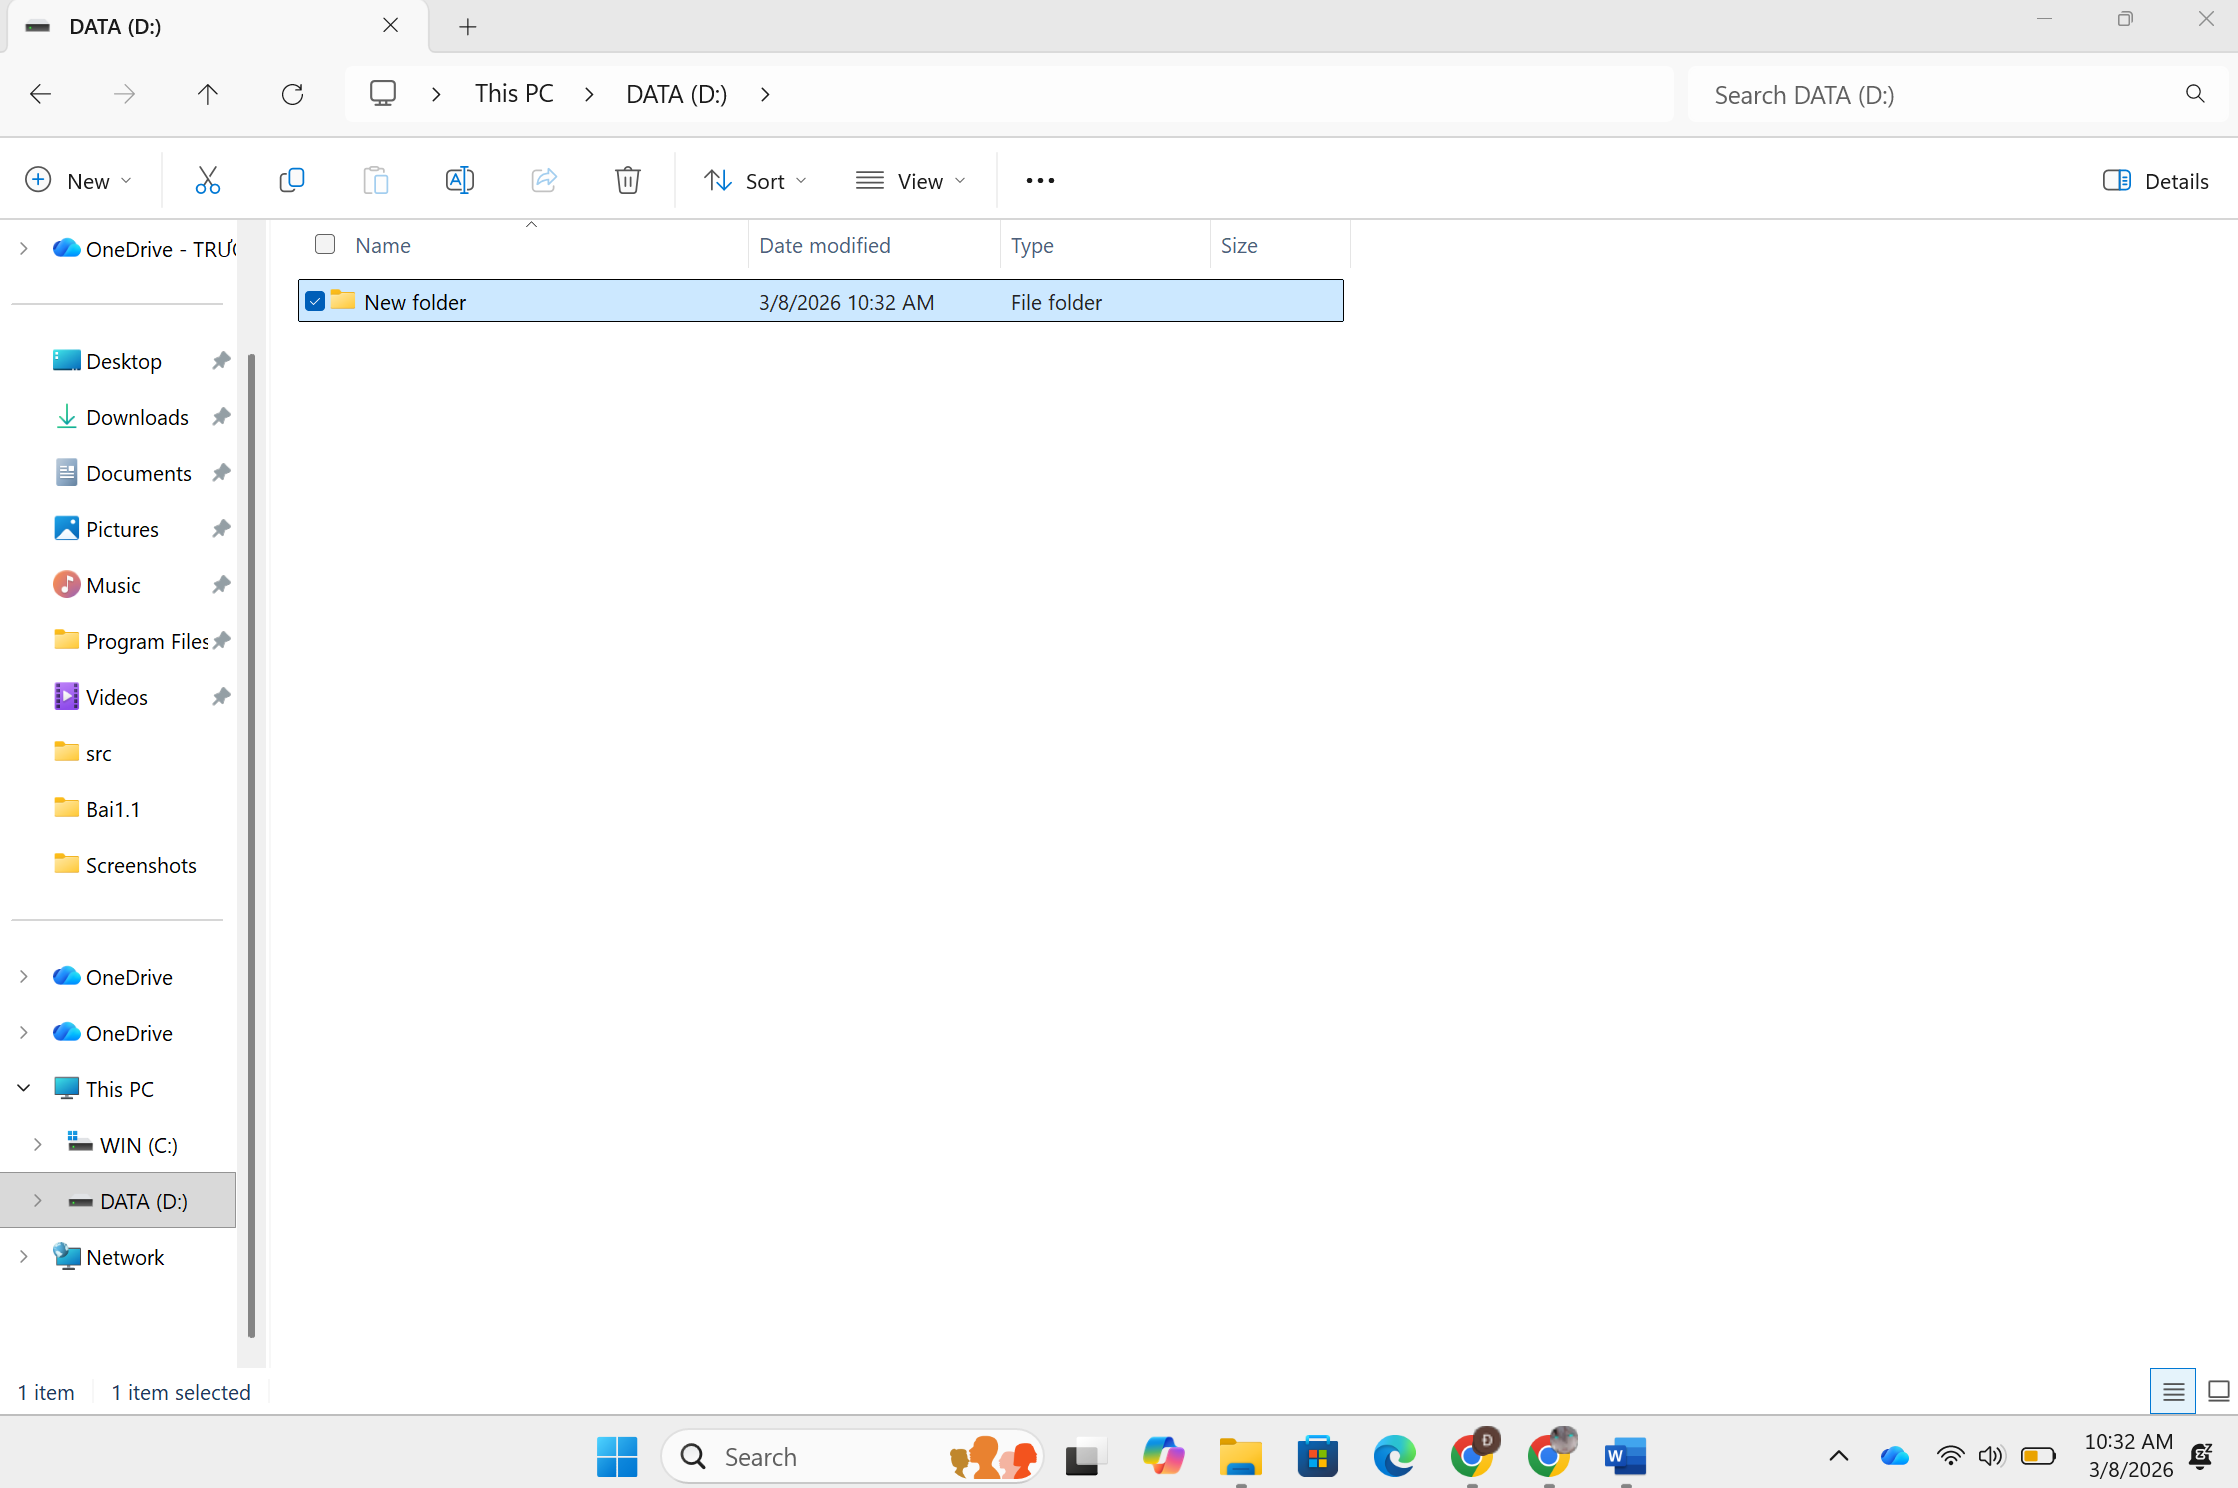 DATA (D:)
This PC
DATA (D:)
Search DATA (D:)
New
Sort
View
Details
OneDrive - TRƯỜ
Name
Date modified
Type
Size
New folder
3/8/2026 10:32 AM
File folder
Desktop
Downloads
Documents
Pictures
Music
Program Files
Videos
src
Bai1.1
Screenshots
OneDrive
OneDrive
This PC
WIN (C:)
DATA (D:)
Network
1 item
1 item selected
Search
10:32 AM
3/8/2026